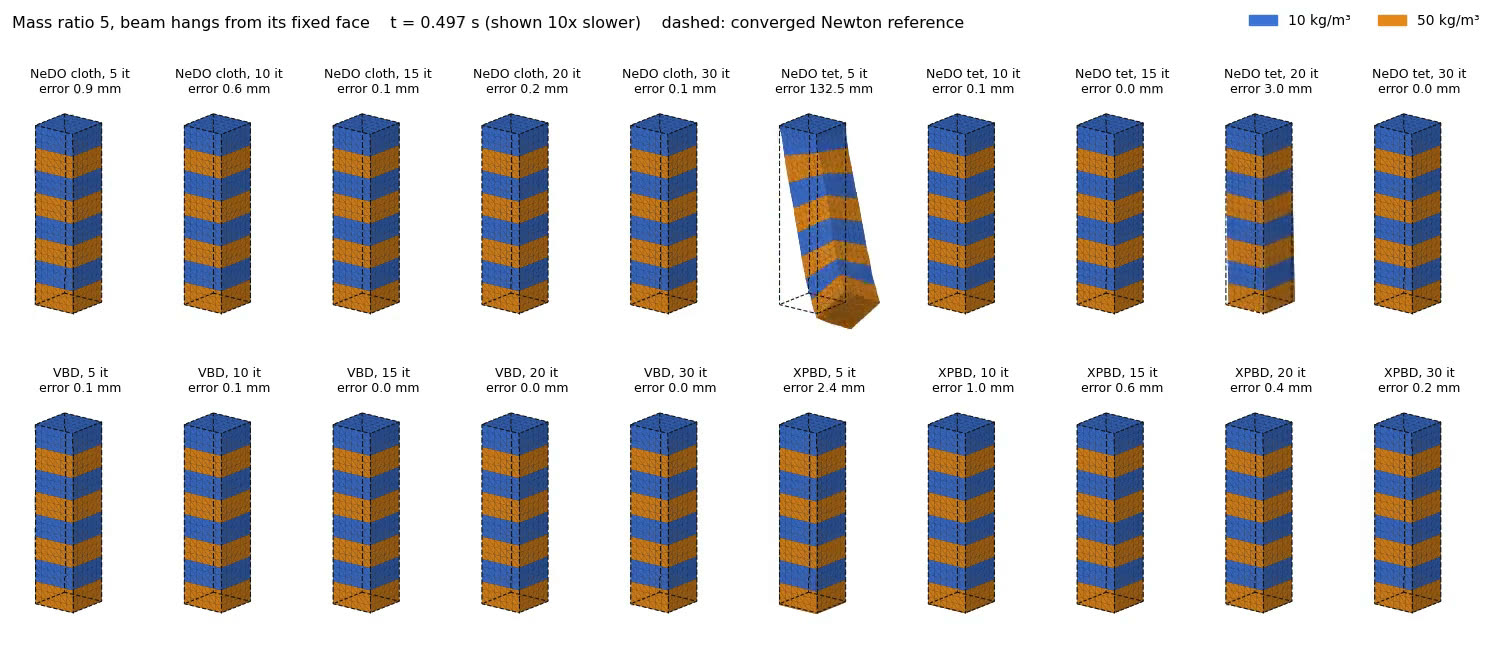 Mass ratio 5, beam hangs from its fixed face    t = 0.497 s (shown 10x slower)    dashed: converged Newton reference
10 kg/m³
50 kg/m³
NeDO cloth, 5 it
error 0.9 mm
NeDO cloth, 10 it
error 0.6 mm
NeDO cloth, 15 it
error 0.1 mm
NeDO cloth, 20 it
error 0.2 mm
NeDO cloth, 30 it
error 0.1 mm
NeDO tet, 5 it
error 132.5 mm
NeDO tet, 10 it
error 0.1 mm
NeDO tet, 15 it
error 0.0 mm
NeDO tet, 20 it
error 3.0 mm
NeDO tet, 30 it
error 0.0 mm
VBD, 5 it
error 0.1 mm
VBD, 10 it
error 0.1 mm
VBD, 15 it
error 0.0 mm
VBD, 20 it
error 0.0 mm
VBD, 30 it
error 0.0 mm
XPBD, 5 it
error 2.4 mm
XPBD, 10 it
error 1.0 mm
XPBD, 15 it
error 0.6 mm
XPBD, 20 it
error 0.4 mm
XPBD, 30 it
error 0.2 mm